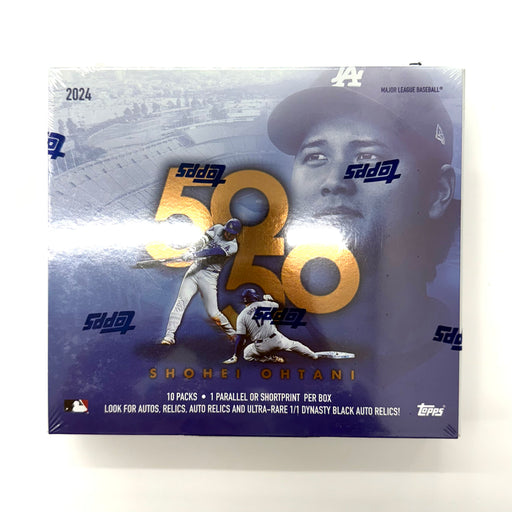 2024
MAJOR LEAGUE BASEBALL®
LA
Topps
Topps
50
50
Topps
Topps
Topps
SHOHEI OHTANI
10 PACKS • 1 PARALLEL OR SHORTPRINT PER BOX
LOOK FOR AUTOS, RELICS, AUTO RELICS AND ULTRA-RARE 1/1 DYNASTY BLACK AUTO RELICS!
Topps